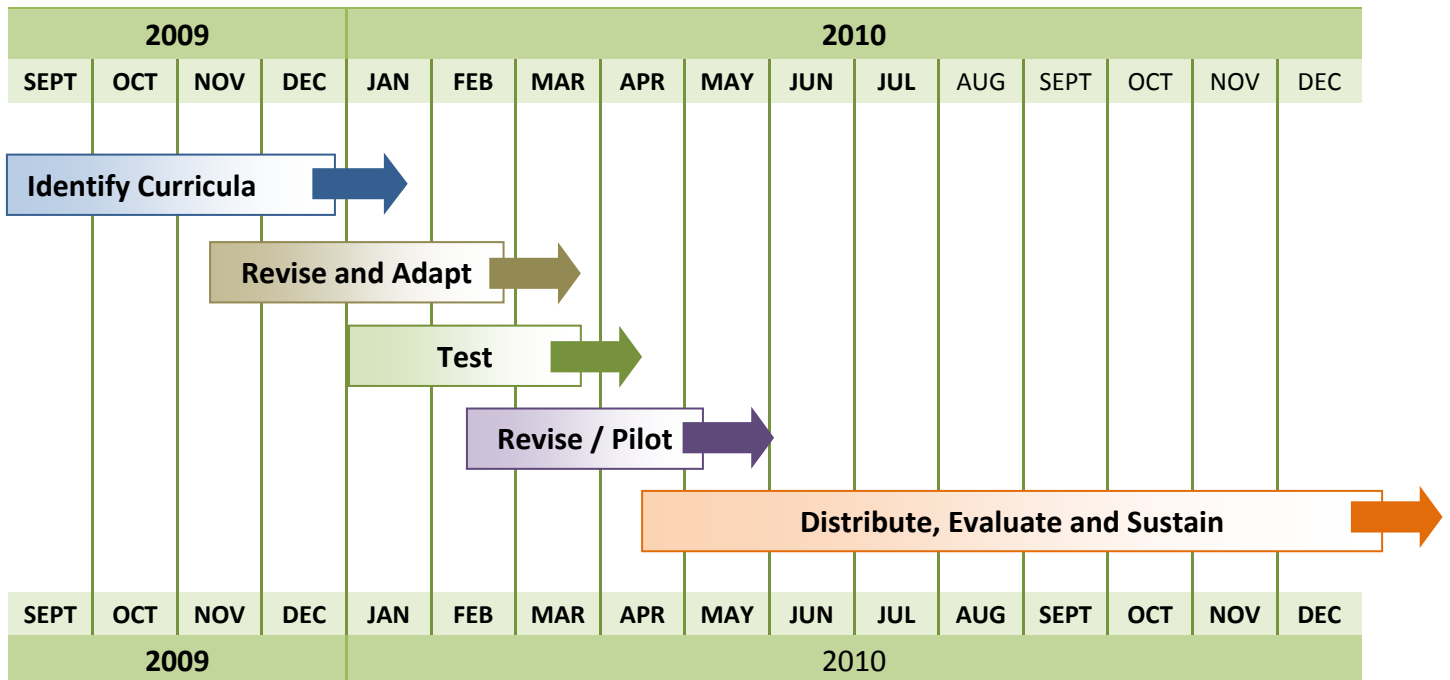 2009 2010
SEPT OCT NOV DEC JAN FEB MAR APR MAY JUN JUL AUG SEPT OCT NOV DEC
Identify Curricula
Revise and Adapt
Test
Revise / Pilot
Distribute, Evaluate and Sustain
SEPT OCT NOV DEC JAN FEB MAR APR MAY JUN JUL AUG SEPT OCT NOV DEC
2009 2010